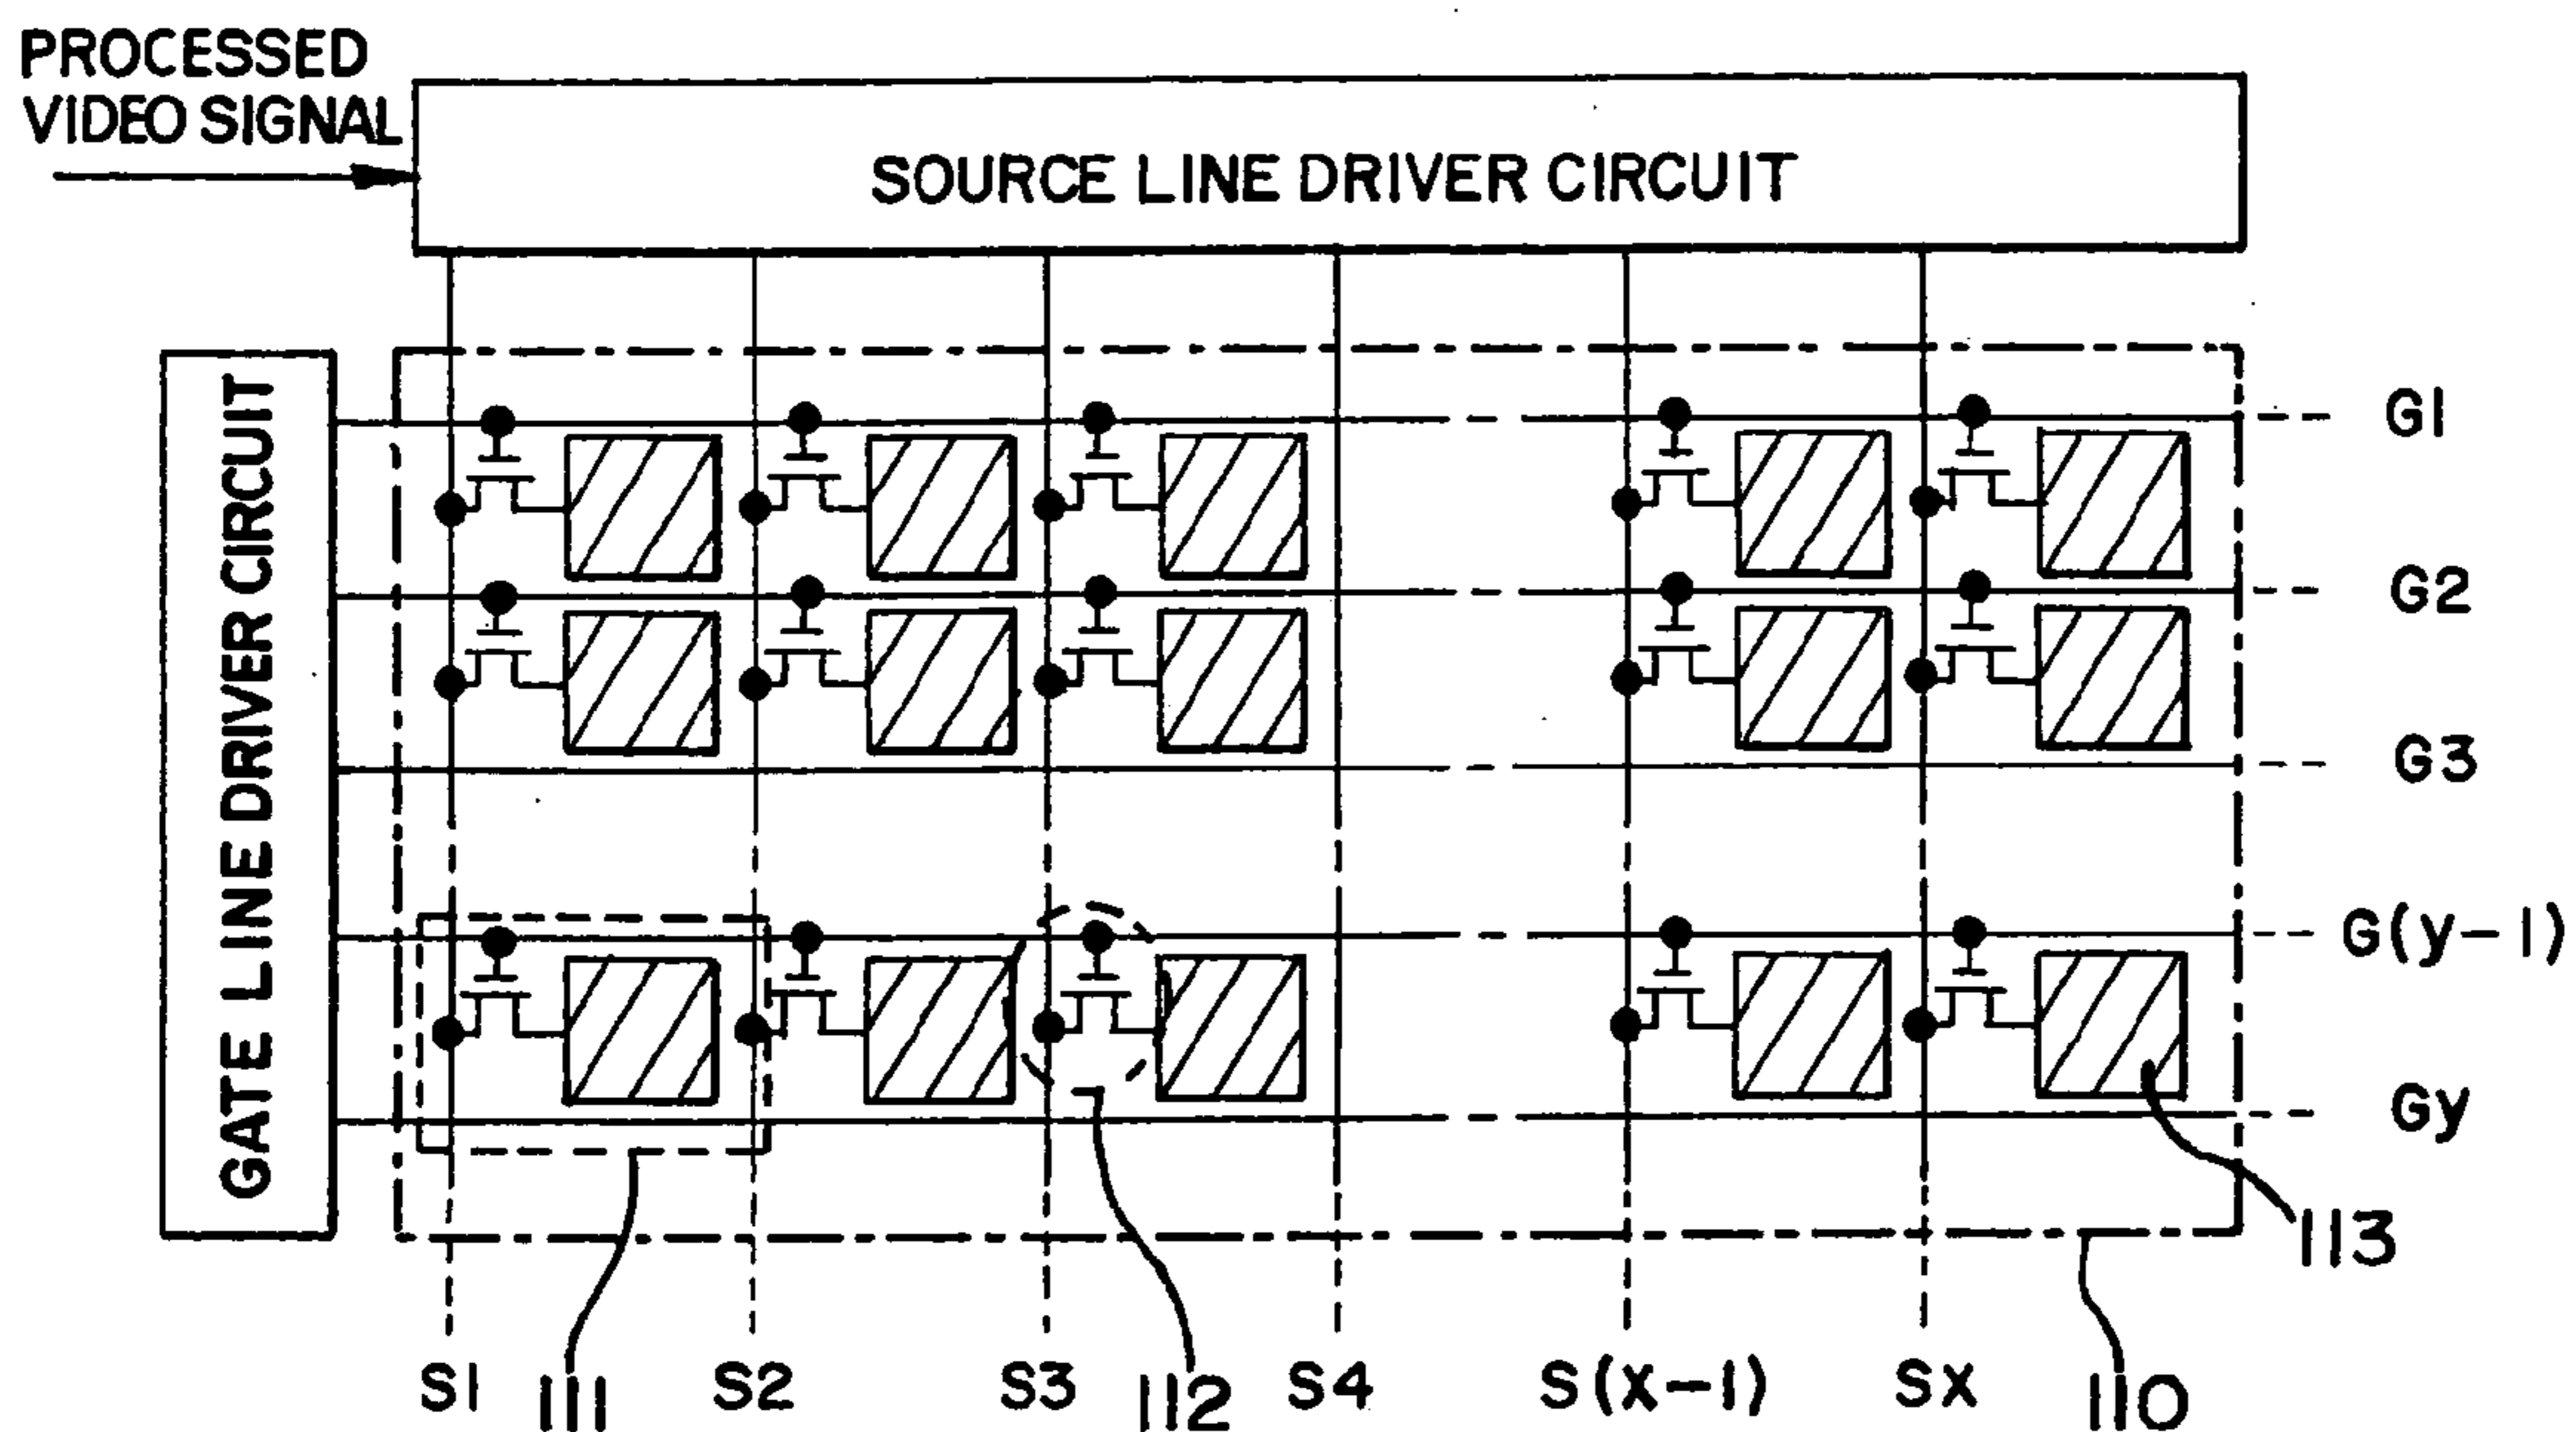 PROCESSED
VIDEO SIGNAL
SOURCE LINE DRIVER CIRCUIT
GATE LINE DRIVER CIRCUIT
G1
G2
G3
G(y-1)
Gy
113
S1
111
S2
S3
112
S4
S(X-1)
SX
110